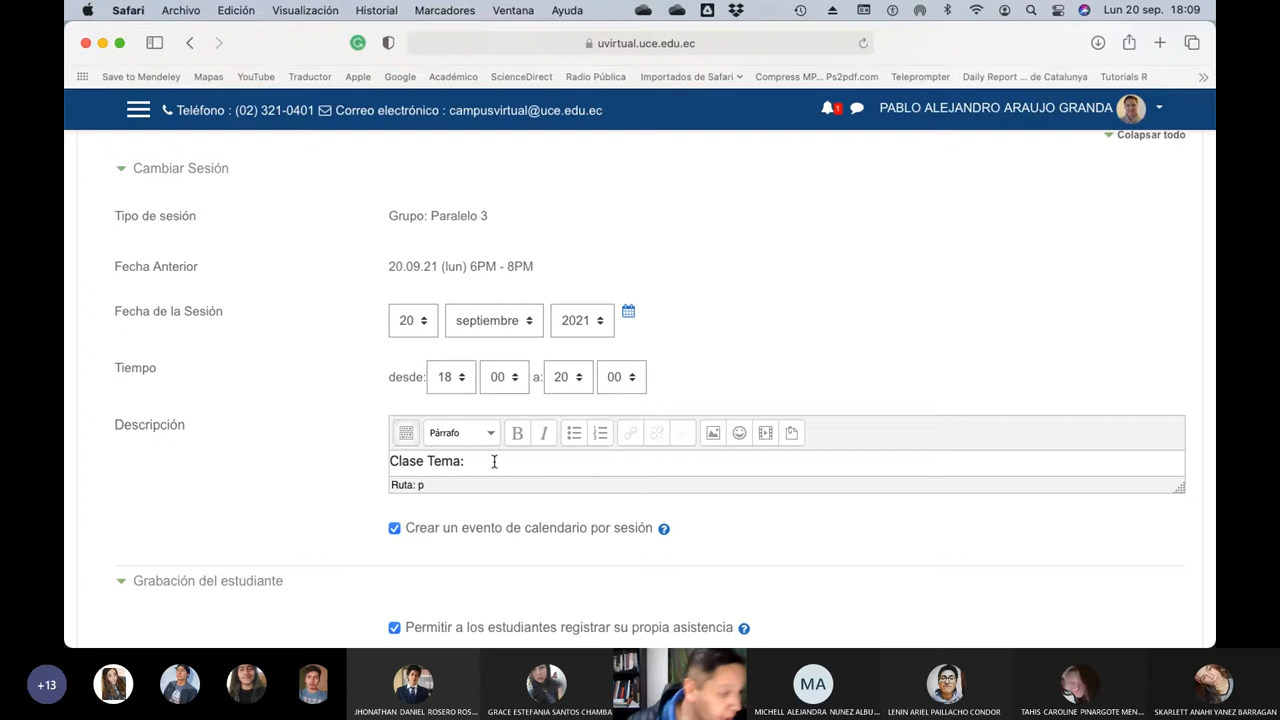 Safari Archivo Edición Visualización Historial Marcadores Ventana Ayuda Lun 20 sep. 18:09
uvirtual.uce.edu.ec
Save to Mendeley Mapas YouTube Traductor Apple Google Académico ScienceDirect Radio Pública Importados de Safari Compress MP... Ps2pdf.com Teleprompter Daily Report ... de Catalunya Tutorials R
Teléfono : (02) 321-0401 Correo electrónico : campusvirtual@uce.edu.ec 1 PABLO ALEJANDRO ARAUJO GRANDA
Colapsar todo
Cambiar Sesión
Tipo de sesión Grupo: Paralelo 3
Fecha Anterior 20.09.21 (lun) 6PM - 8PM
Fecha de la Sesión 20 septiembre 2021
Tiempo desde: 18 00 a: 20 00
Descripción Párrafo B I
Clase Tema:
Ruta: p
Crear un evento de calendario por sesión ?
Grabación del estudiante
Permitir a los estudiantes registrar su propia asistencia ?
+13 MA
JHONATHAN DANIEL ROSERO ROS... GRACE ESTEFANIA SANTOS CHAMBA MICHELL ALEJANDRA NUNEZ ALBU... LENIN ARIEL PAILLACHO CONDOR TAHIS CAROLINE PINARGOTE MEN... SKARLETT ANAHI YANEZ BARRAGAN